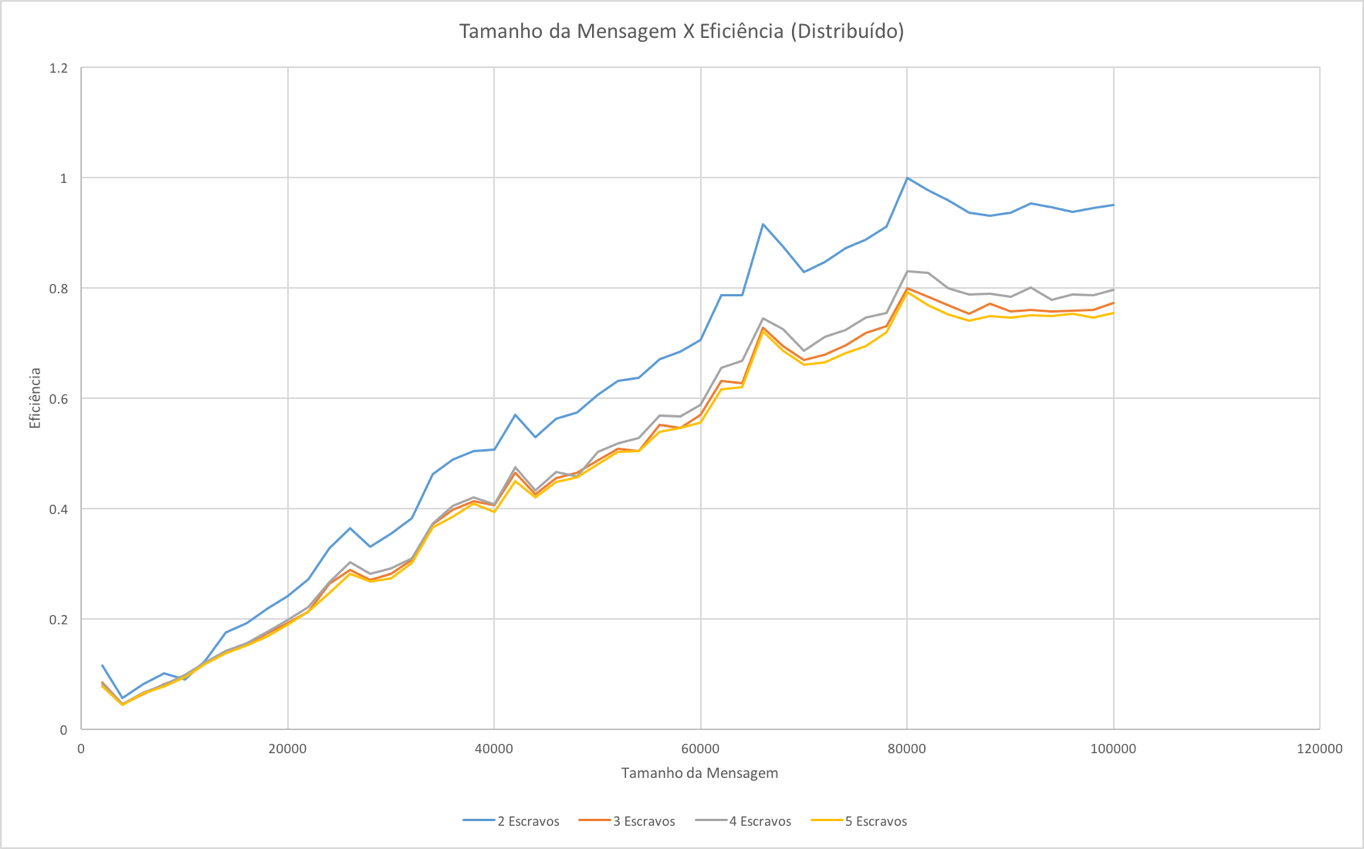 Tamanho da Mensagem X Eficiência (Distribuído)
1.2
1
0.8
0.6
0.4
0.2
0
Eficiência
0 20000 40000 60000 80000 100000 120000
Tamanho da Mensagem
2 Escravos 3 Escravos 4 Escravos 5 Escravos